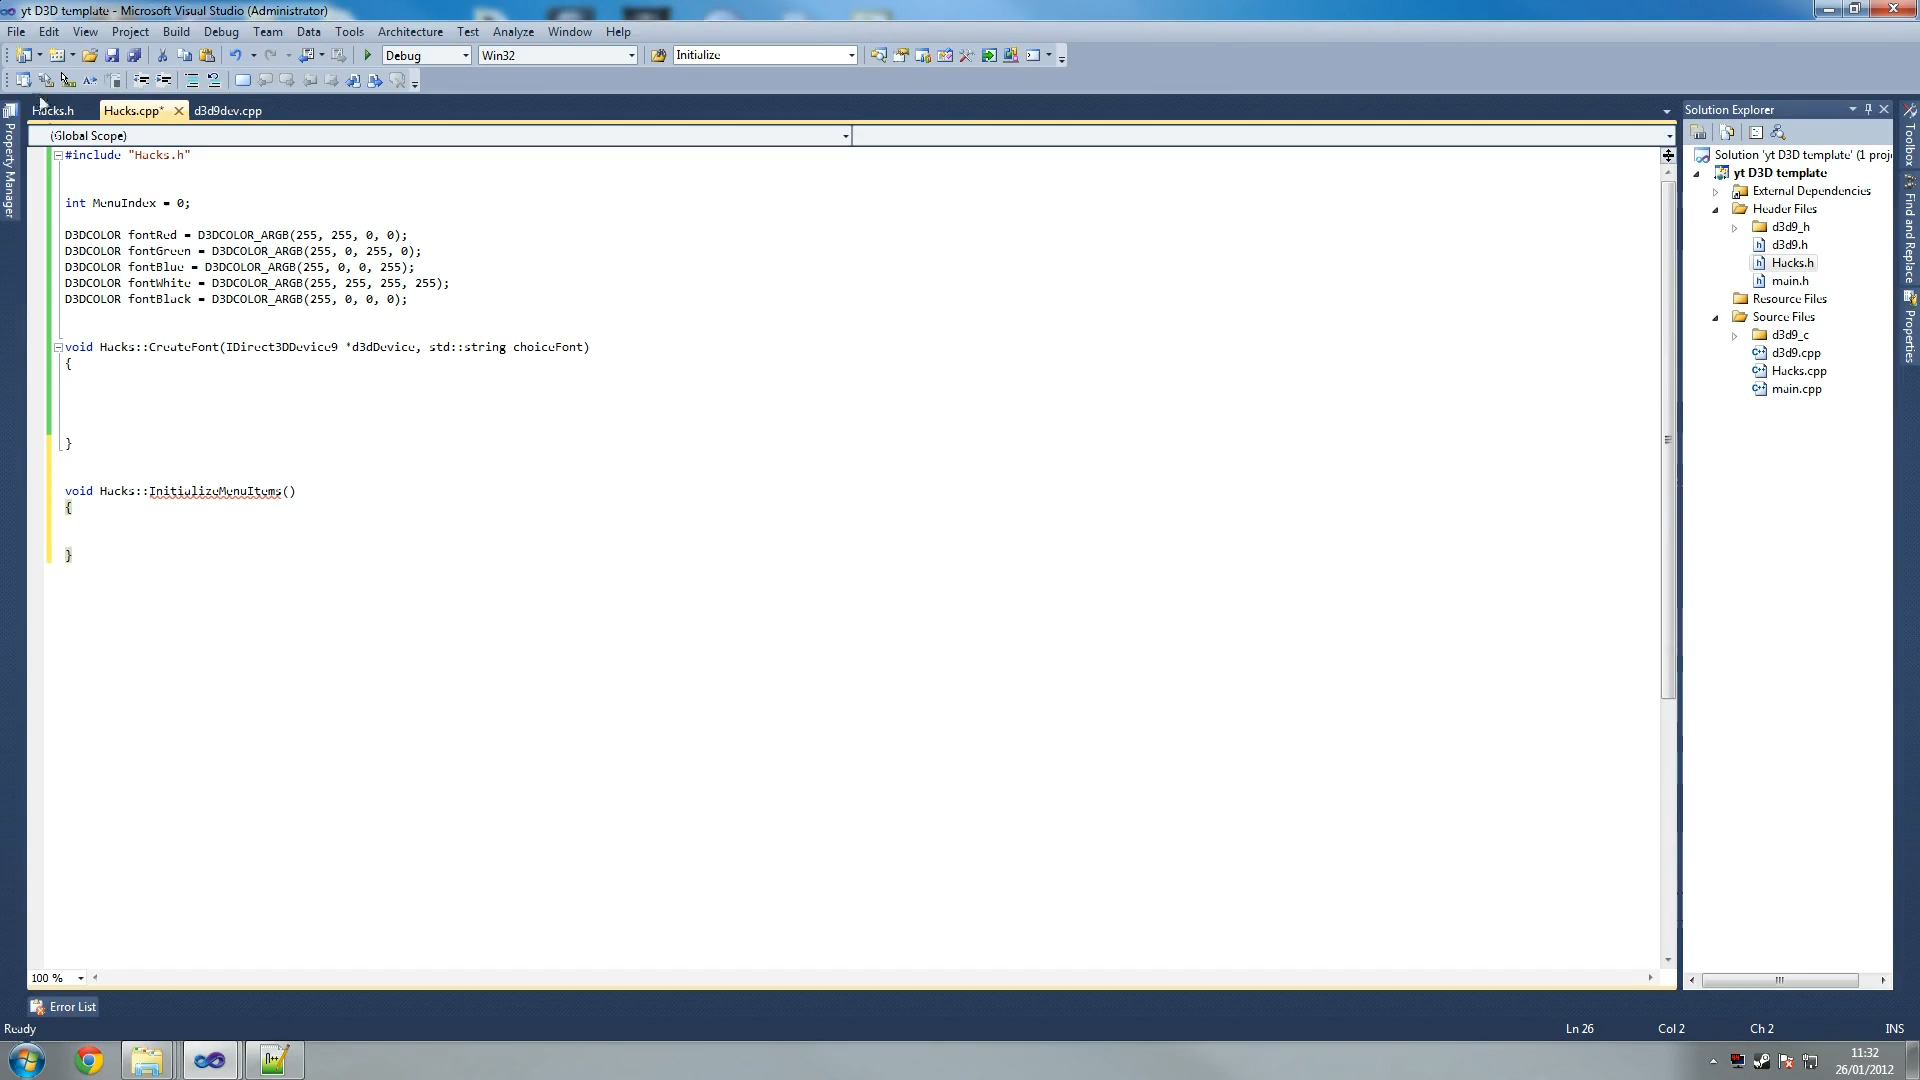 yt D3D template - Microsoft Visual Studio (Administrator)
File Edit View Project Build Debug Team Data Tools Architecture Test Analyze Window Help
Debug Win32 Initialize
Hacks.h Hacks.cpp* d3d9dev.cpp
(Global Scope)
#include "Hacks.h"
int MenuIndex = 0;
D3DCOLOR fontRed = D3DCOLOR_ARGB(255, 255, 0, 0);
D3DCOLOR fontGreen = D3DCOLOR_ARGB(255, 0, 255, 0);
D3DCOLOR fontBlue = D3DCOLOR_ARGB(255, 0, 0, 255);
D3DCOLOR fontWhite = D3DCOLOR_ARGB(255, 255, 255, 255);
D3DCOLOR fontBlack = D3DCOLOR_ARGB(255, 0, 0, 0);
void Hacks::CreateFont(IDirect3DDevice9 *d3dDevice, std::string choiceFont)
{
}
void Hacks::InitializeMenuItems()
{
}
100 %
Property Manager
Solution Explorer
Solution 'yt D3D template' (1 proj
yt D3D template
External Dependencies
Header Files
d3d9_h
d3d9.h
Hacks.h
main.h
Resource Files
Source Files
d3d9_c
d3d9.cpp
Hacks.cpp
main.cpp
Toolbox
Find and Replace
Properties
Error List
Ready Ln 26 Col 2 Ch 2 INS
11:32
26/01/2012